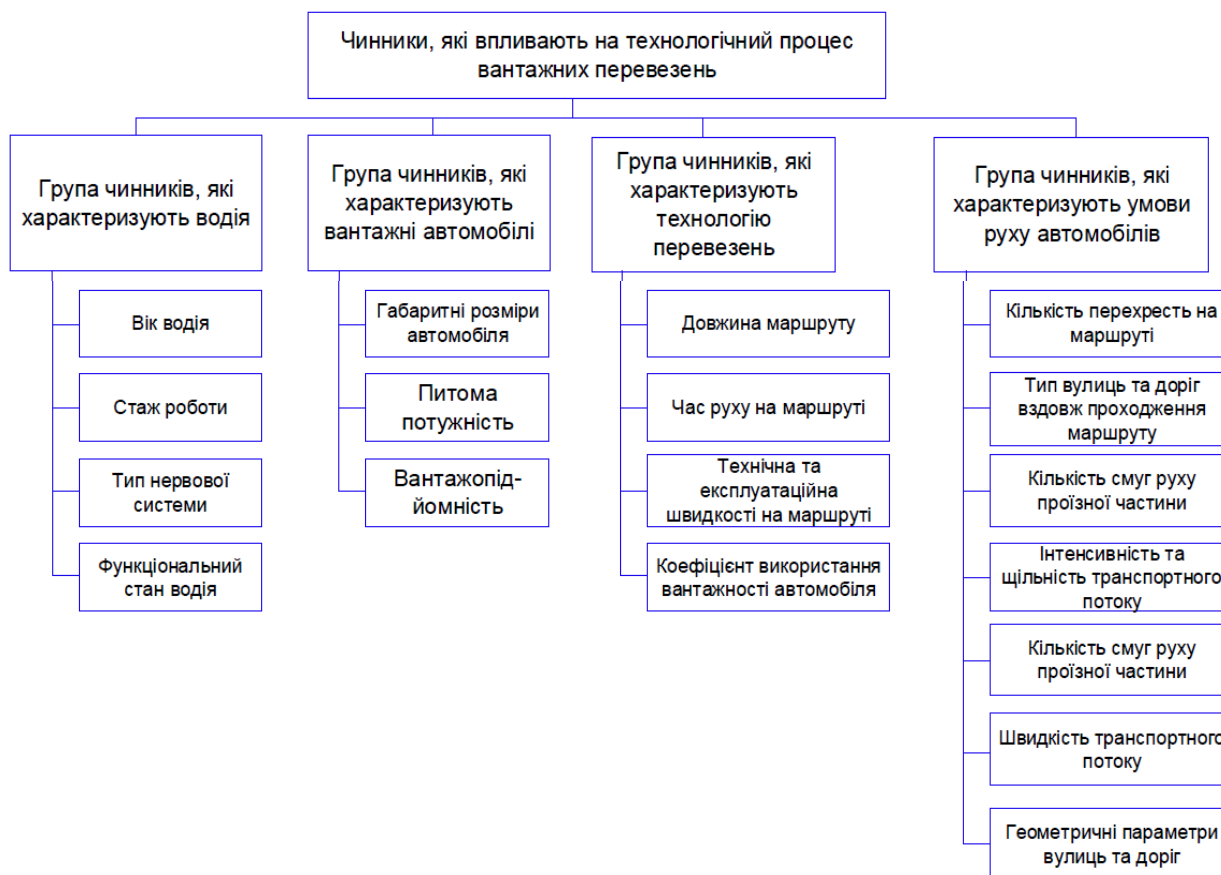 Чинники, які впливають на технологічний процес
вантажних перевезень
Група чинників, які
характеризують водія
Вік водія
Стаж роботи
Тип нервової
системи
Функціональний
стан водія
Група чинників, які
характеризують
вантажні автомобілі
Габаритні розміри
автомобіля
Питома
потужність
Вантажопід-
йомність
Група чинників, які
характеризують
технологію
перевезень
Довжина маршруту
Час руху на маршруті
Технічна та
експлуатаційна
швидкості на маршруті
Коефіцієнт використання
вантажності автомобіля
Група чинників, які
характеризують умови
руху автомобілів
Кількість перехресть на
маршруті
Тип вулиць та доріг
вздовж проходження
маршруту
Кількість смуг руху
проїзної частини
Інтенсивність та
щільність транспортного
потоку
Кількість смуг руху
проїзної частини
Швидкість транспортного
потоку
Геометричні параметри
вулиць та доріг